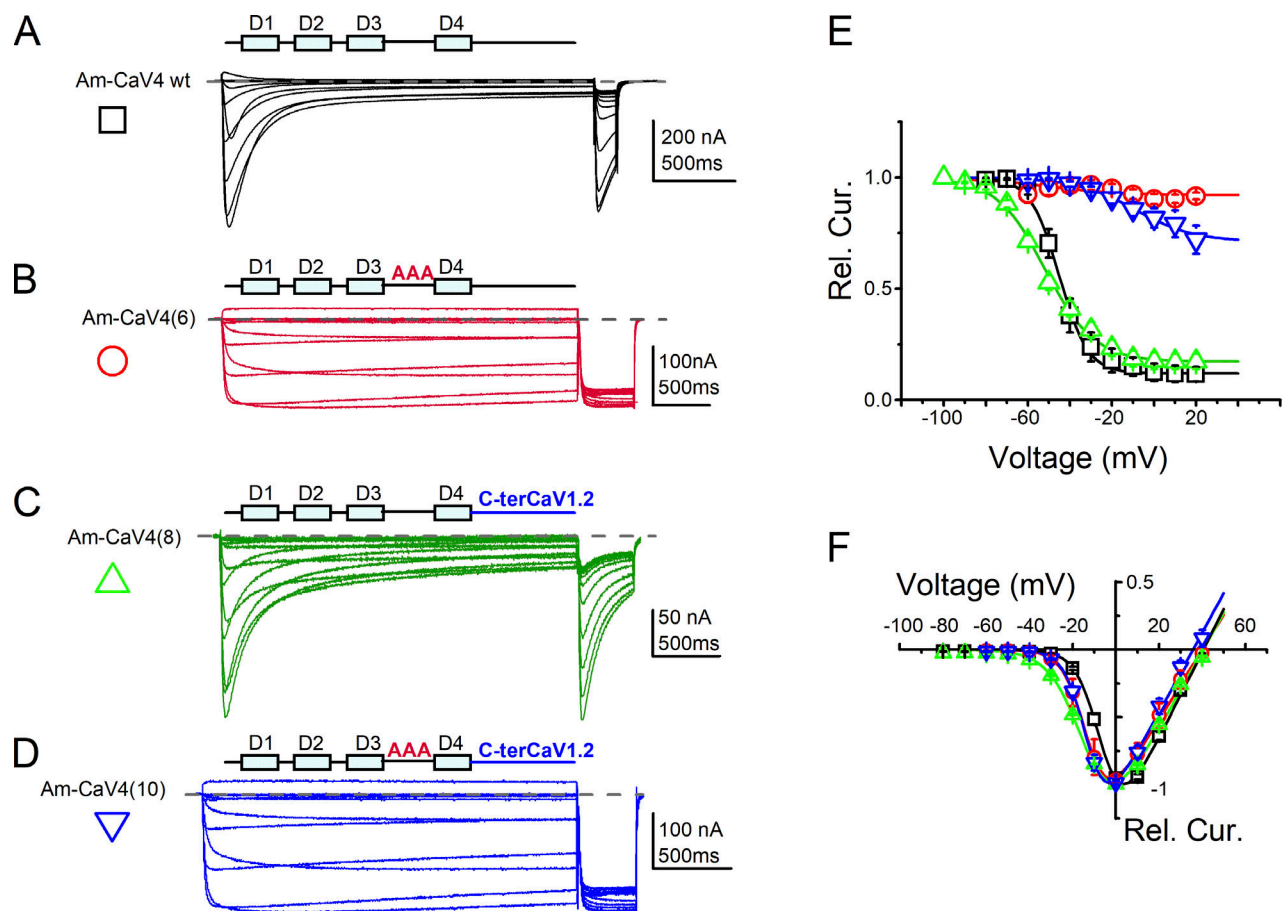 A
D1 D2 D3 D4
Am-CaV4 wt
200 nA
500ms
B
D1 D2 D3 AAA D4
Am-CaV4(6)
100nA
500ms
C
D1 D2 D3 D4 C-terCaV1.2
Am-CaV4(8)
50 nA
500ms
D
D1 D2 D3 AAA D4 C-terCaV1.2
Am-CaV4(10)
100 nA
500ms
E
1.0
0.5
0.0
Rel. Cur.
-100 -80 -60 -40 -20 0 20
Voltage (mV)
F
Voltage (mV)
0.5
-100 -80 -60 -40 -20 20 60
-1
Rel. Cur.